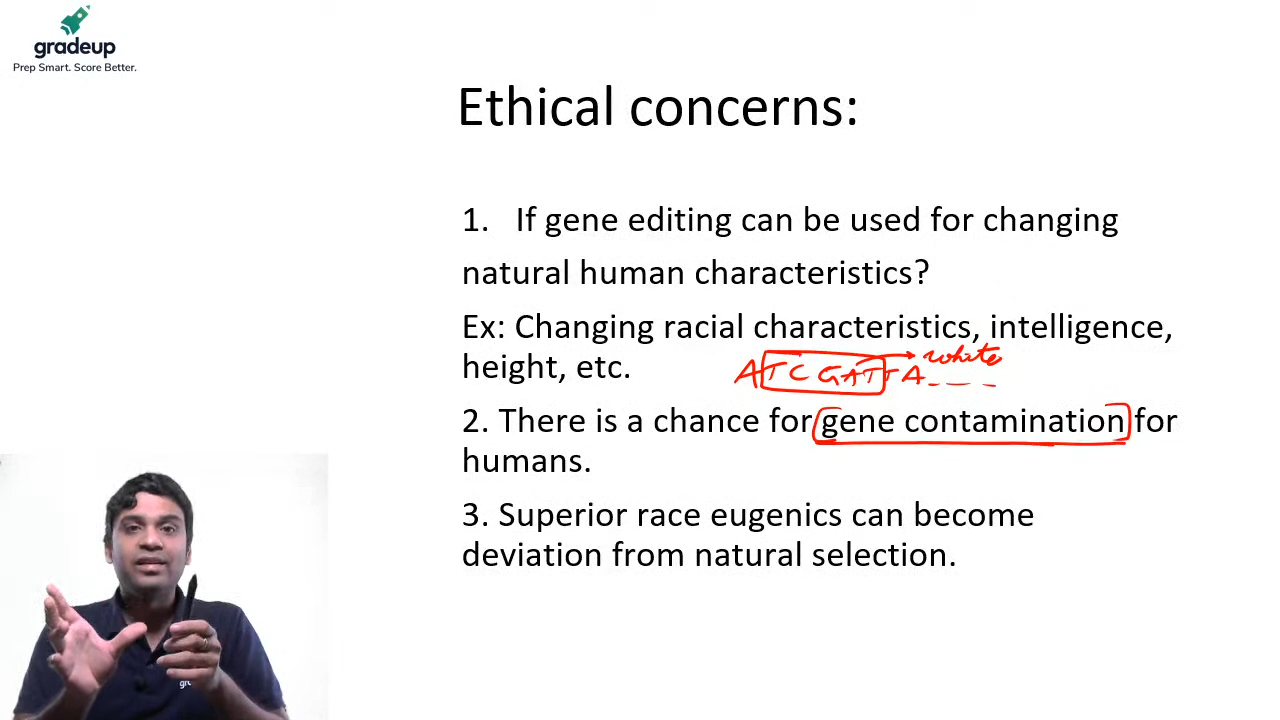 gradeup
Prep Smart. Score Better.
Ethical concerns:
1. If gene editing can be used for changing
natural human characteristics?
Ex: Changing racial characteristics, intelligence,
height, etc.
white
ATCGATTA_ _ _
2. There is a chance for gene contamination for
humans.
3. Superior race eugenics can become
deviation from natural selection.